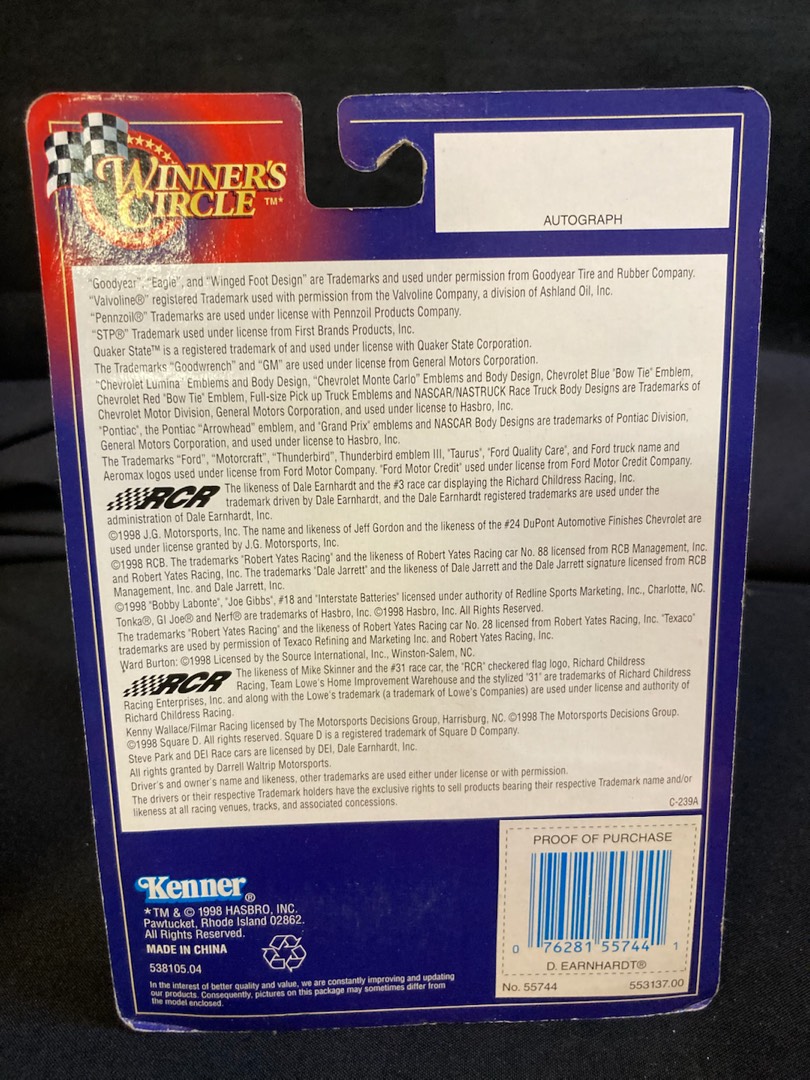 WINNER'S
CIRCLE TM*
AUTOGRAPH
"Goodyear", "Eagle", and "Winged Foot Design" are Trademarks and used under permission from Goodyear Tire and Rubber Company.
"Valvoline®" registered Trademark used with permission from the Valvoline Company, a division of Ashland Oil, Inc.
"Pennzoil®" Trademarks are used under license with Pennzoil Products Company.
"STP®" Trademark used under license from First Brands Products, Inc.
Quaker State™ is a registered trademark of and used under license with Quaker State Corporation.
The Trademarks "Goodwrench" and "GM" are used under license from General Motors Corporation.
"Chevrolet Lumina" Emblems and Body Design, "Chevrolet Monte Carlo" Emblems and Body Design, Chevrolet Blue "Bow Tie" Emblem,
Chevrolet Red "Bow Tie" Emblem, Full-size Pick up Truck Emblems and NASCAR/NASTRUCK Race Truck Body Designs are Trademarks of
Chevrolet Motor Division, General Motors Corporation, and used under license to Hasbro, Inc.
"Pontiac", the Pontiac "Arrowhead" emblem, and "Grand Prix" emblems and NASCAR Body Designs are trademarks of Pontiac Division,
General Motors Corporation, and used under license to Hasbro, Inc.
The Trademarks "Ford", "Motorcraft", "Thunderbird", Thunderbird emblem III, "Taurus", "Ford Quality Care", and Ford truck name and
Aeromax logos used under license from Ford Motor Company. "Ford Motor Credit" used under license from Ford Motor Credit Company.
RCR The likeness of Dale Earnhardt and the #3 race car displaying the Richard Childress Racing, Inc.
trademark driven by Dale Earnhardt, and the Dale Earnhardt registered trademarks are used under the
administration of Dale Earnhardt, Inc.
©1998 J.G. Motorsports, Inc. The name and likeness of Jeff Gordon and the likeness of the #24 DuPont Automotive Finishes Chevrolet are
used under license granted by J.G. Motorsports, Inc.
©1998 RCB. The trademarks "Robert Yates Racing" and the likeness of Robert Yates Racing car No. 88 licensed from RCB Management, Inc.
and Robert Yates Racing, Inc. The trademarks "Dale Jarrett" and the likeness of Dale Jarrett and the Dale Jarrett signature licensed from RCB
Management, Inc. and Dale Jarrett, Inc.
©1998 "Bobby Labonte", "Joe Gibbs", #18 and "Interstate Batteries" licensed under authority of Redline Sports Marketing, Inc., Charlotte, NC.
Tonka®, GI Joe® and Nerf® are trademarks of Hasbro, Inc. ©1998 Hasbro, Inc. All Rights Reserved.
The trademarks "Robert Yates Racing" and the likeness of Robert Yates Racing car No. 28 licensed from Robert Yates Racing, Inc. "Texaco"
trademarks are used by permission of Texaco Refining and Marketing Inc. and Robert Yates Racing, Inc.
Ward Burton: ©1998 Licensed by the Source International, Inc., Winston-Salem, NC.
RCR The likeness of Mike Skinner and the #31 race car, the "RCR" checkered flag logo, Richard Childress
Racing, Team Lowe's Home Improvement Warehouse and the stylized "31" are trademarks of Richard Childress
Racing Enterprises, Inc. and along with the Lowe's trademark (a trademark of Lowe's Companies) are used under license and authority of
Richard Childress Racing.
Kenny Wallace/Filmar Racing licensed by The Motorsports Decisions Group, Harrisburg, NC. ©1998 The Motorsports Decisions Group.
©1998 Square D. All rights reserved. Square D is a registered trademark of Square D Company.
Steve Park and DEI Race cars are licensed by DEI, Dale Earnhardt, Inc.
All rights granted by Darrell Waltrip Motorsports.
Driver's and owner's name and likeness, other trademarks are used either under license or with permission.
The drivers or their respective Trademark holders have the exclusive rights to sell products bearing their respective Trademark name and/or
likeness at all racing venues, tracks, and associated concessions.
C-239A
Kenner®
*TM & © 1998 HASBRO, INC.
Pawtucket, Rhode Island 02862.
All Rights Reserved.
MADE IN CHINA
538105.04
In the interest of better quality and value, we are constantly improving and updating
our products. Consequently, pictures on this package may sometimes differ from
the model enclosed.
PROOF OF PURCHASE
0 76281 55744 1
D. EARNHARDT®
No. 55744 553137.00